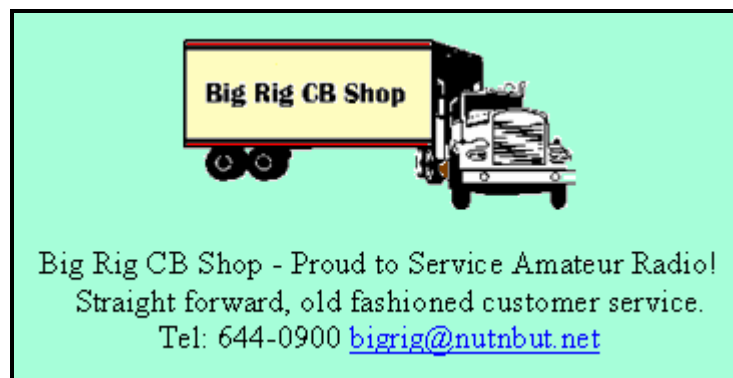 Big Rig CB Shop
Big Rig CB Shop - Proud to Service Amateur Radio!
Straight forward, old fashioned customer service.
Tel: 644-0900 bigrig@nutnbut.net